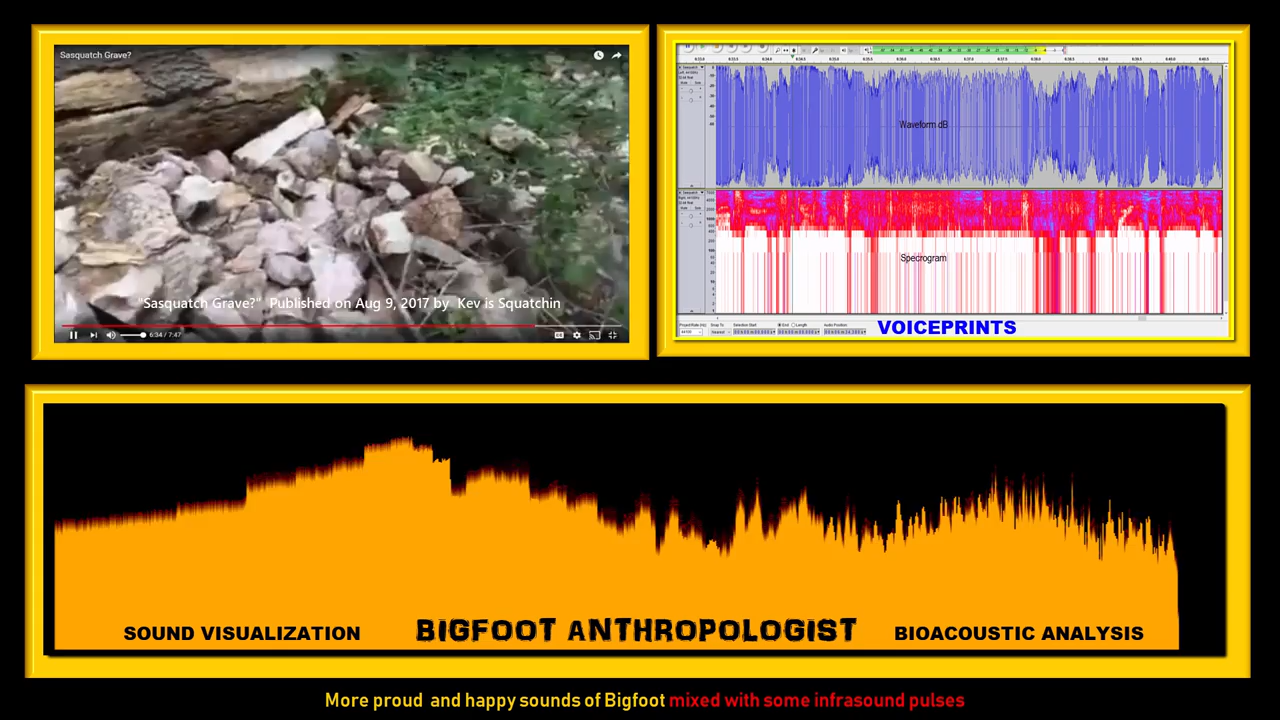 Sasquatch Grave?
"Sasquatch Grave?" Published on Aug 9, 2017 by Kev is Squatchin
6:34 / 7:47
Waveform dB
Specrogram
VOICEPRINTS
SOUND VISUALIZATION
BIGFOOT ANTHROPOLOGIST
BIOACOUSTIC ANALYSIS
More proud and happy sounds of Bigfoot mixed with some infrasound pulses